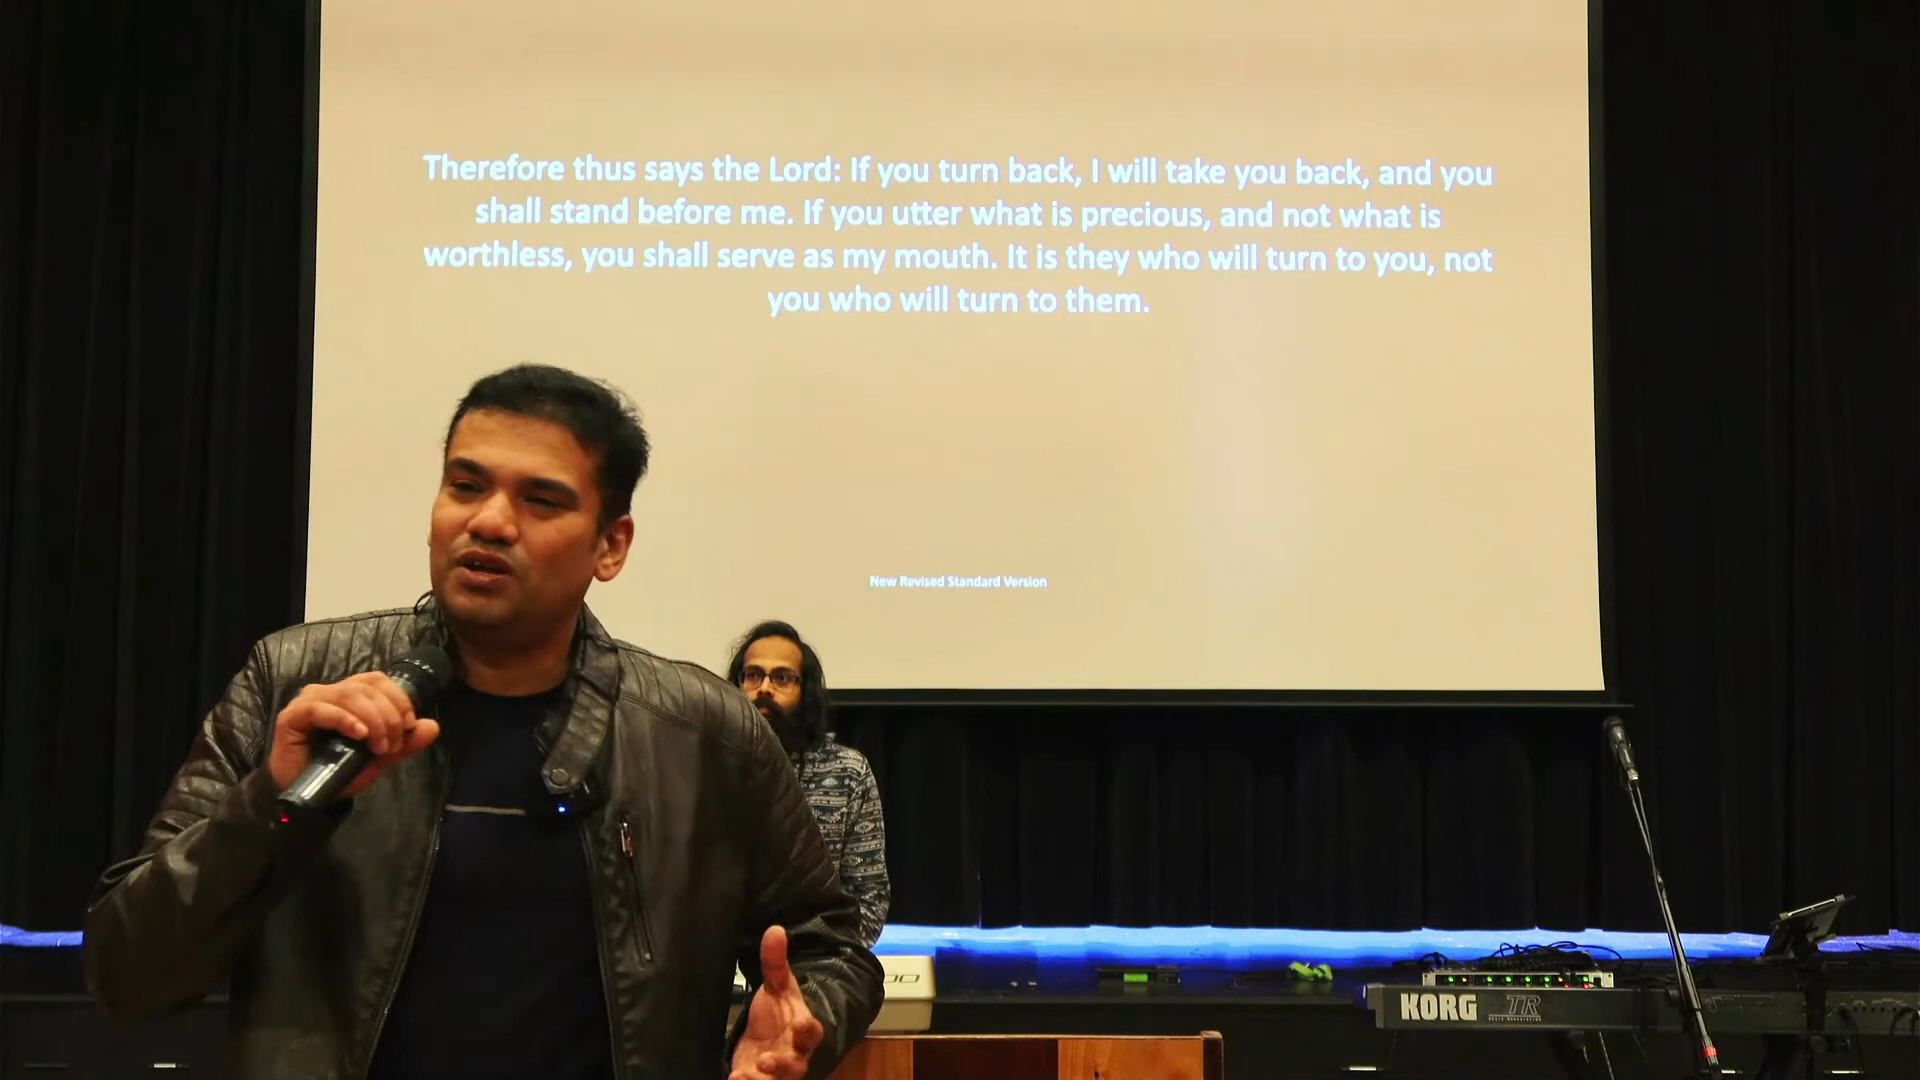 Therefore thus says the Lord: If you turn back, I will take you back, and you
shall stand before me. If you utter what is precious, and not what is
worthless, you shall serve as my mouth. It is they who will turn to you, not
you who will turn to them.
New Revised Standard Version
KORG TR